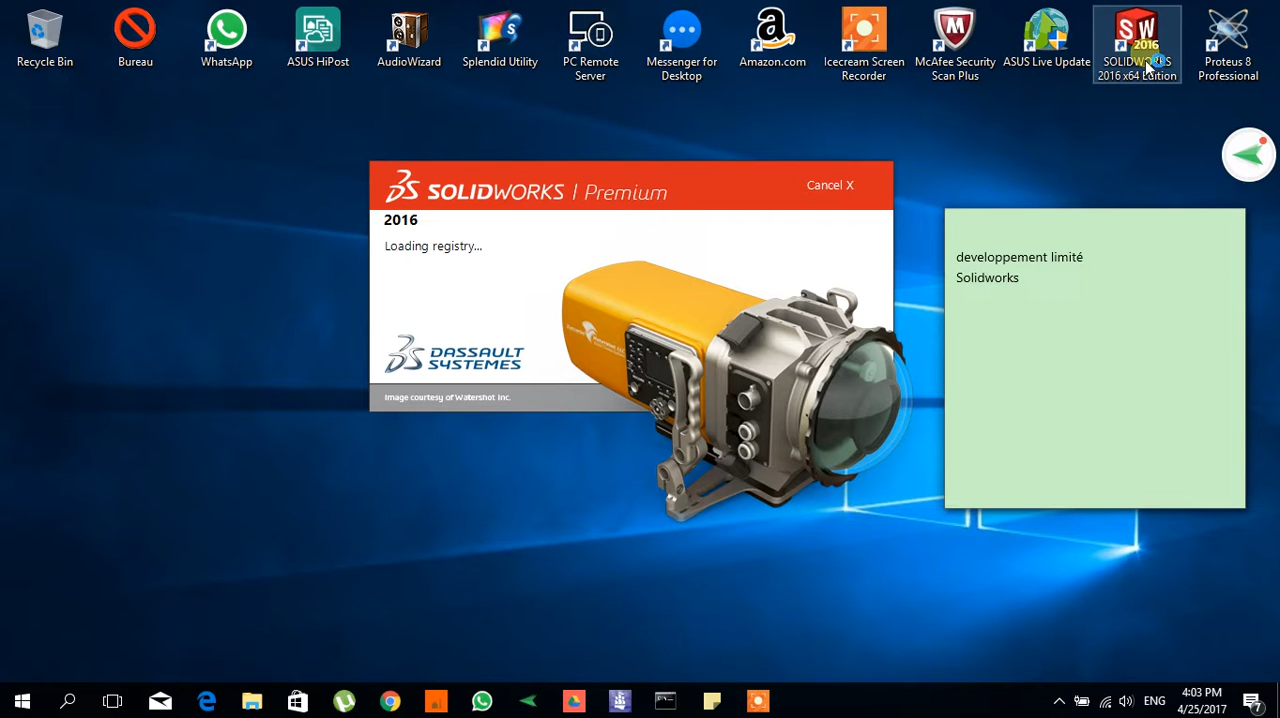 Recycle Bin
Bureau
WhatsApp
ASUS HiPost
AudioWizard
Splendid Utility
PC Remote
Server
Messenger for
Desktop
Amazon.com
Icecream Screen
Recorder
McAfee Security
Scan Plus
ASUS Live Update
SW
2016
SOLIDWORKS
2016 x64 Edition
Proteus 8
Professional
SOLIDWORKS | Premium
Cancel X
2016
Loading registry...
DASSAULT
SYSTEMES
Image courtesy of Watershot Inc.
developpement limité
Solidworks
ENG
4:03 PM
4/25/2017
7